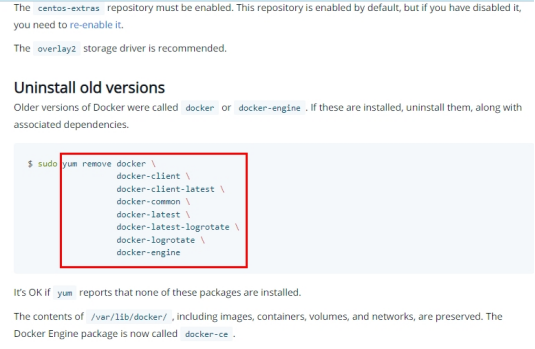 The centos-extras repository must be enabled. This repository is enabled by default, but if you have disabled it,
you need to re-enable it.
The overlay2 storage driver is recommended.
Uninstall old versions
Older versions of Docker were called docker or docker-engine . If these are installed, uninstall them, along with
associated dependencies.
$ sudo yum remove docker \
docker-client \
docker-client-latest \
docker-common \
docker-latest \
docker-latest-logrotate \
docker-logrotate \
docker-engine
It's OK if yum reports that none of these packages are installed.
The contents of /var/lib/docker/ , including images, containers, volumes, and networks, are preserved. The
Docker Engine package is now called docker-ce .